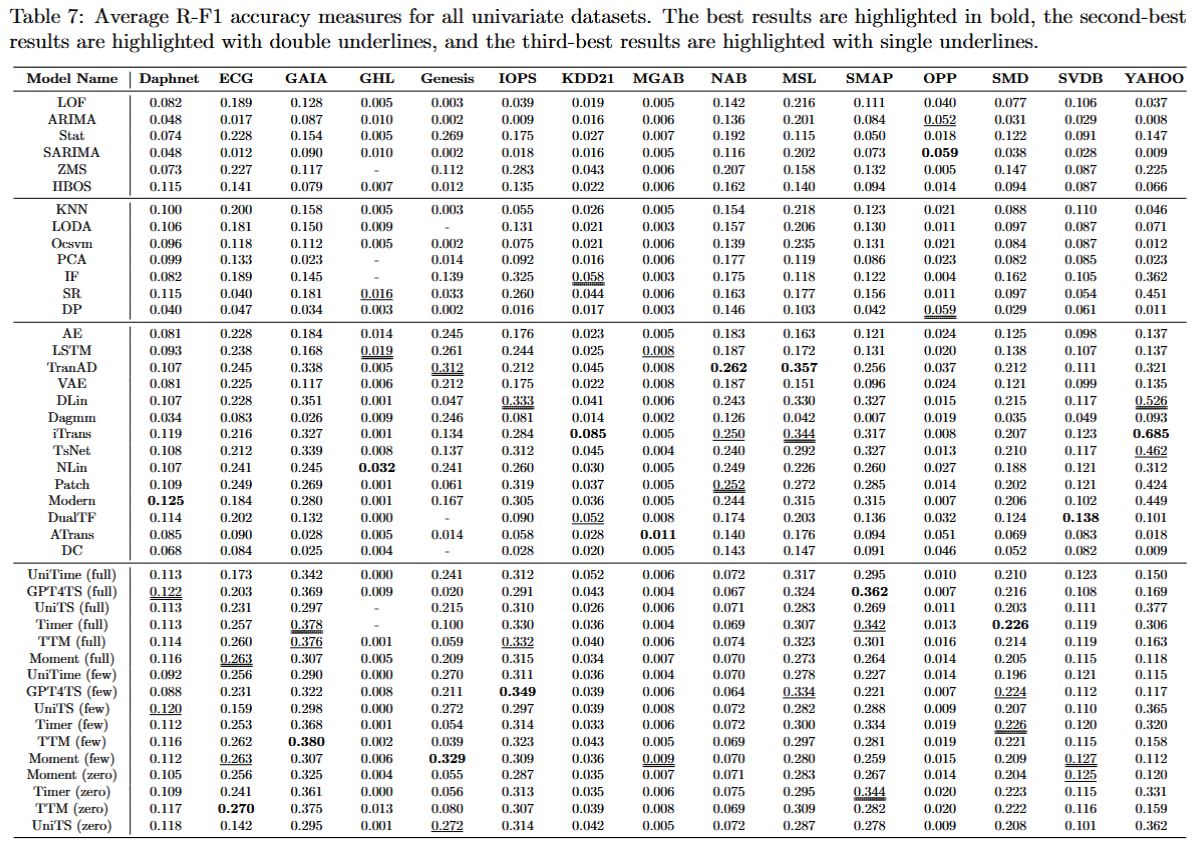 Table 7: Average R-F1 accuracy measures for all univariate datasets. The best results are highlighted in bold, the second-best
results are highlighted with double underlines, and the third-best results are highlighted with single underlines.
Model Name Daphnet ECG GAIA GHL Genesis IOPS KDD21 MGAB NAB MSL SMAP OPP SMD SVDB YAHOO
LOF 0.082 0.189 0.128 0.005 0.003 0.039 0.019 0.005 0.142 0.216 0.111 0.040 0.077 0.106 0.037
ARIMA 0.048 0.017 0.087 0.010 0.002 0.009 0.016 0.006 0.136 0.201 0.084 0.052 0.031 0.029 0.008
Stat 0.074 0.228 0.154 0.005 0.269 0.175 0.027 0.007 0.192 0.115 0.050 0.018 0.122 0.091 0.147
SARIMA 0.048 0.012 0.090 0.010 0.002 0.018 0.016 0.005 0.116 0.202 0.073 0.059 0.038 0.028 0.009
ZMS 0.073 0.227 0.117 - 0.112 0.283 0.043 0.006 0.207 0.158 0.132 0.005 0.147 0.087 0.225
HBOS 0.115 0.141 0.079 0.007 0.012 0.135 0.022 0.006 0.162 0.140 0.094 0.014 0.094 0.087 0.066
KNN 0.100 0.200 0.158 0.005 0.003 0.055 0.026 0.005 0.154 0.218 0.123 0.021 0.088 0.110 0.046
LODA 0.106 0.181 0.150 0.009 - 0.131 0.021 0.003 0.157 0.206 0.130 0.011 0.097 0.087 0.071
Ocsvm 0.096 0.118 0.112 0.005 0.002 0.075 0.021 0.006 0.139 0.235 0.131 0.021 0.084 0.087 0.012
PCA 0.099 0.133 0.023 - 0.014 0.092 0.016 0.006 0.177 0.119 0.086 0.023 0.082 0.085 0.023
IF 0.082 0.189 0.145 - 0.139 0.325 0.058 0.003 0.175 0.118 0.122 0.004 0.162 0.105 0.362
SR 0.115 0.040 0.181 0.016 0.033 0.260 0.044 0.006 0.163 0.177 0.156 0.011 0.097 0.054 0.451
DP 0.040 0.047 0.034 0.003 0.002 0.016 0.017 0.003 0.146 0.103 0.042 0.059 0.029 0.061 0.011
AE 0.081 0.228 0.184 0.014 0.245 0.176 0.023 0.005 0.183 0.163 0.121 0.024 0.125 0.098 0.137
LSTM 0.093 0.238 0.168 0.019 0.261 0.244 0.025 0.008 0.187 0.172 0.131 0.020 0.138 0.107 0.137
TranAD 0.107 0.245 0.338 0.005 0.312 0.212 0.045 0.008 0.262 0.357 0.256 0.037 0.212 0.111 0.321
VAE 0.081 0.225 0.117 0.006 0.212 0.175 0.022 0.008 0.187 0.151 0.096 0.024 0.121 0.099 0.135
DLin 0.107 0.228 0.351 0.001 0.047 0.333 0.041 0.006 0.243 0.330 0.327 0.015 0.215 0.117 0.526
Dagmm 0.034 0.083 0.026 0.009 0.246 0.081 0.014 0.002 0.126 0.042 0.007 0.019 0.035 0.049 0.093
iTrans 0.119 0.216 0.327 0.001 0.134 0.284 0.085 0.005 0.250 0.344 0.317 0.008 0.207 0.123 0.685
TsNet 0.108 0.212 0.339 0.008 0.137 0.312 0.045 0.004 0.240 0.292 0.327 0.013 0.210 0.117 0.462
NLin 0.107 0.241 0.245 0.032 0.241 0.260 0.030 0.005 0.249 0.226 0.260 0.027 0.188 0.121 0.312
Patch 0.109 0.249 0.269 0.001 0.061 0.319 0.037 0.005 0.252 0.272 0.285 0.014 0.202 0.121 0.424
Modern 0.125 0.184 0.280 0.001 0.167 0.305 0.036 0.005 0.244 0.315 0.315 0.007 0.206 0.102 0.449
DualTF 0.114 0.202 0.132 0.000 - 0.090 0.052 0.008 0.174 0.203 0.136 0.032 0.124 0.138 0.101
ATrans 0.085 0.090 0.028 0.005 0.014 0.058 0.028 0.011 0.140 0.176 0.094 0.051 0.069 0.083 0.018
DC 0.068 0.084 0.025 0.004 - 0.028 0.020 0.005 0.143 0.147 0.091 0.046 0.052 0.082 0.009
UniTime (full) 0.113 0.173 0.342 0.000 0.241 0.312 0.052 0.006 0.072 0.317 0.295 0.010 0.210 0.123 0.150
GPT4TS (full) 0.122 0.203 0.369 0.009 0.020 0.291 0.043 0.004 0.067 0.324 0.362 0.007 0.216 0.108 0.169
UniTS (full) 0.113 0.231 0.297 - 0.215 0.310 0.026 0.006 0.071 0.283 0.269 0.011 0.203 0.111 0.377
Timer (full) 0.113 0.257 0.378 - 0.100 0.330 0.036 0.004 0.069 0.307 0.342 0.013 0.226 0.119 0.306
TTM (full) 0.114 0.260 0.376 0.001 0.059 0.332 0.040 0.006 0.074 0.323 0.301 0.016 0.214 0.119 0.163
Moment (full) 0.116 0.263 0.307 0.005 0.209 0.315 0.034 0.007 0.070 0.273 0.264 0.014 0.205 0.115 0.118
UniTime (few) 0.092 0.256 0.290 0.000 0.270 0.311 0.036 0.004 0.070 0.278 0.227 0.014 0.196 0.121 0.115
GPT4TS (few) 0.088 0.231 0.322 0.008 0.211 0.349 0.039 0.006 0.064 0.334 0.221 0.007 0.224 0.112 0.117
UniTS (few) 0.120 0.159 0.298 0.000 0.272 0.297 0.039 0.008 0.072 0.282 0.288 0.009 0.207 0.110 0.365
Timer (few) 0.112 0.253 0.368 0.001 0.054 0.314 0.033 0.006 0.072 0.300 0.334 0.019 0.226 0.120 0.320
TTM (few) 0.116 0.262 0.380 0.002 0.039 0.323 0.043 0.005 0.069 0.297 0.281 0.019 0.221 0.115 0.158
Moment (few) 0.112 0.263 0.307 0.006 0.329 0.309 0.036 0.009 0.070 0.280 0.259 0.015 0.209 0.127 0.112
Moment (zero) 0.105 0.256 0.325 0.004 0.055 0.287 0.035 0.007 0.071 0.283 0.267 0.014 0.204 0.125 0.120
Timer (zero) 0.109 0.241 0.361 0.000 0.056 0.313 0.035 0.006 0.075 0.295 0.344 0.020 0.223 0.115 0.331
TTM (zero) 0.117 0.270 0.375 0.013 0.080 0.307 0.039 0.008 0.069 0.309 0.282 0.020 0.222 0.116 0.159
UniTS (zero) 0.118 0.142 0.295 0.001 0.272 0.314 0.042 0.005 0.072 0.287 0.278 0.009 0.208 0.101 0.362